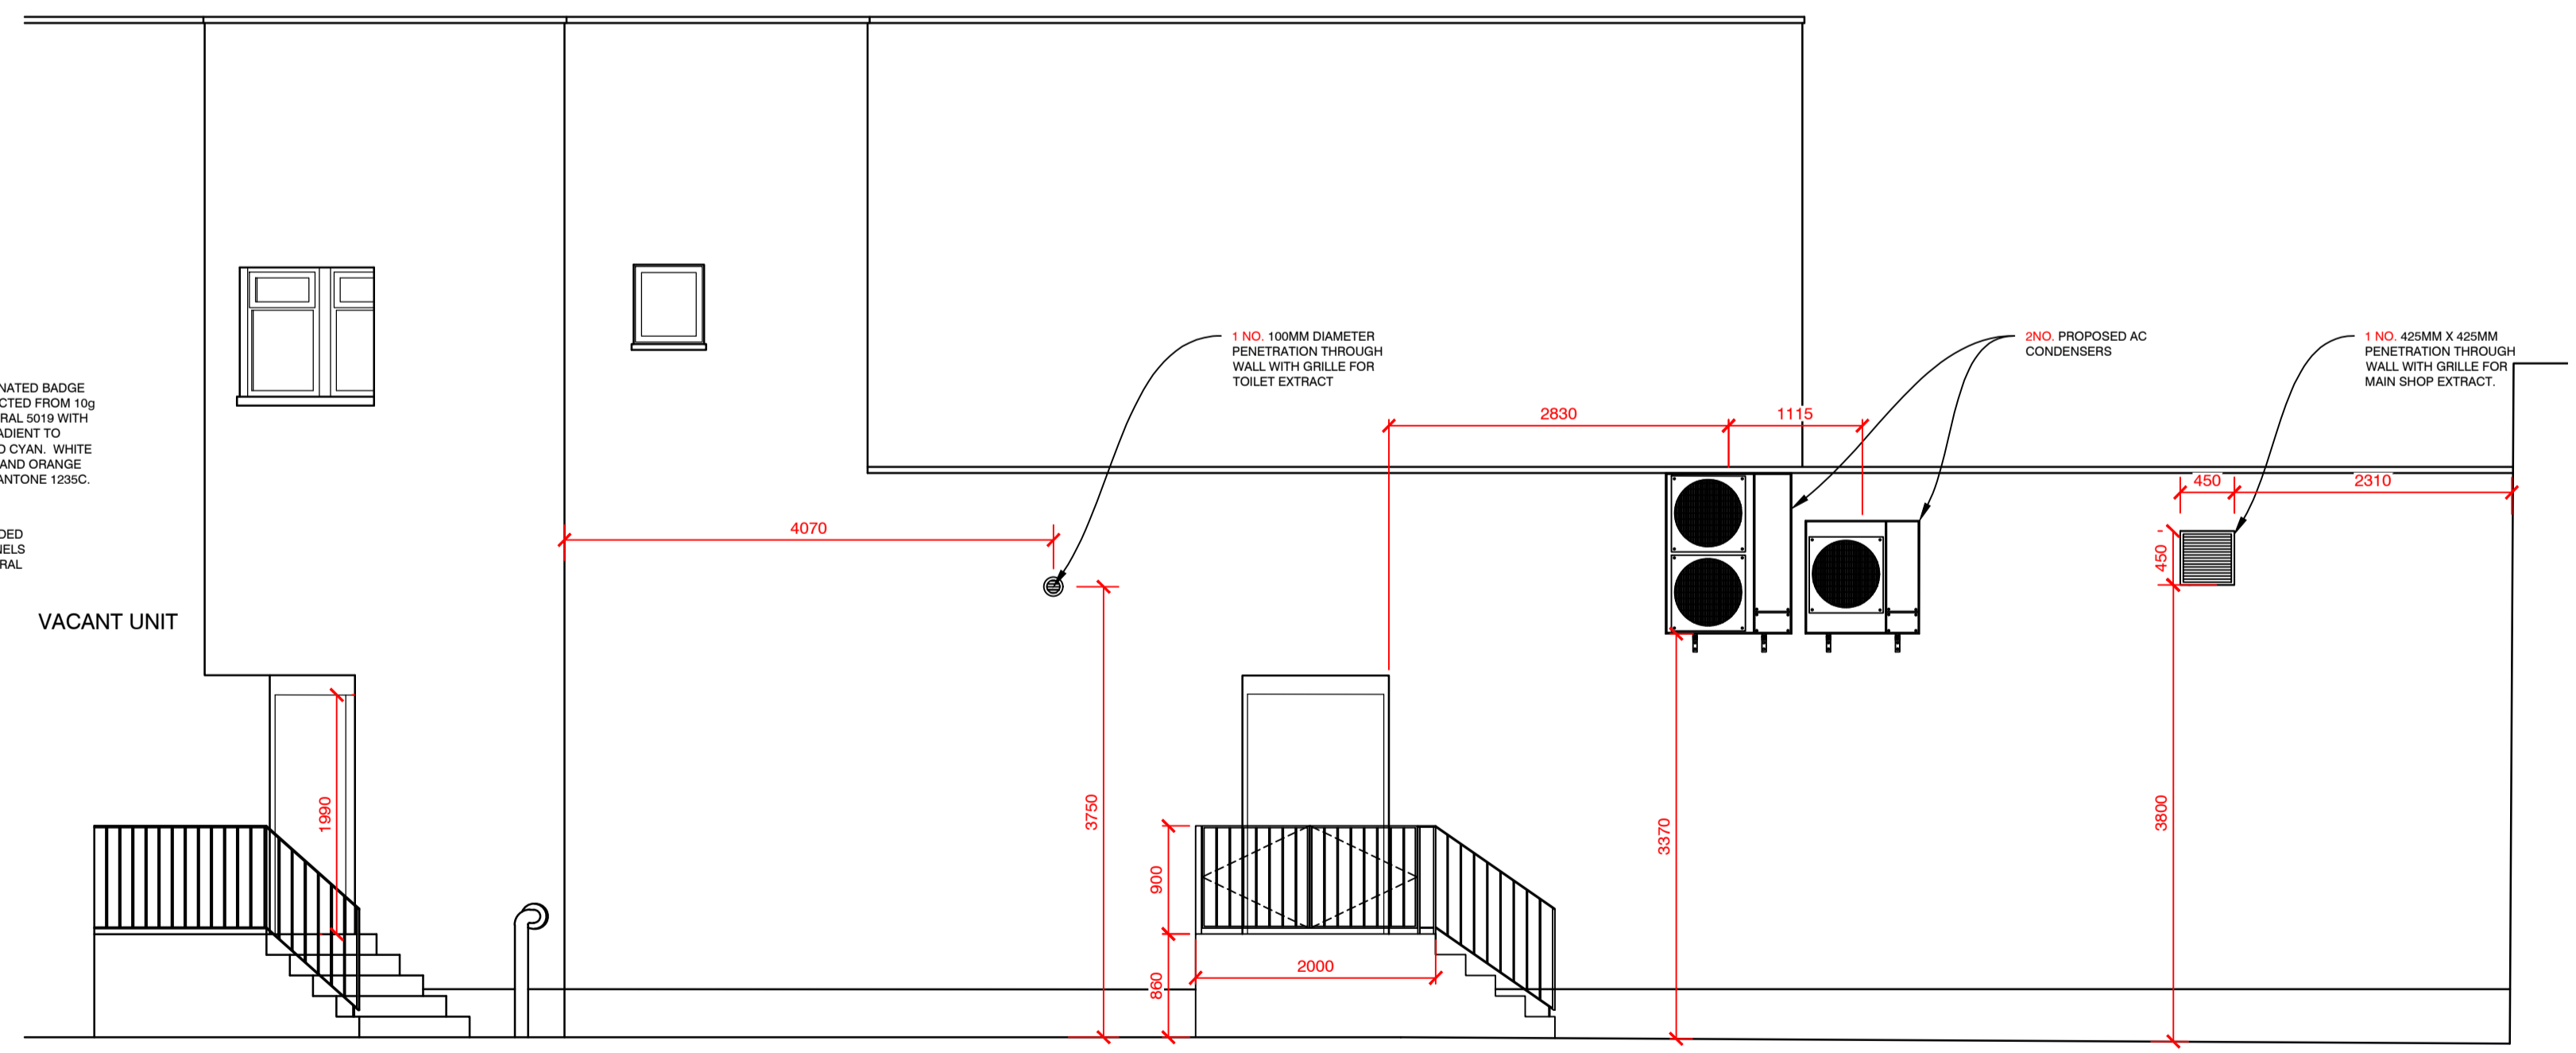 1 NO. 100MM DIAMETER
PENETRATION THROUGH
WALL WITH GRILLE FOR
TOILET EXTRACT
2NO. PROPOSED AC
CONDENSERS
1 NO. 425MM X 425MM
PENETRATION THROUGH
WALL WITH GRILLE FOR
MAIN SHOP EXTRACT.
NATED BADGE
CTED FROM 10g
RAL 5019 WITH
ADIENT TO
O CYAN. WHITE
AND ORANGE
ANTONE 1235C.
DED
NELS
RAL
VACANT UNIT
2830
1115
450
2310
4070
450
1990
3750
900
860
2000
3370
3800